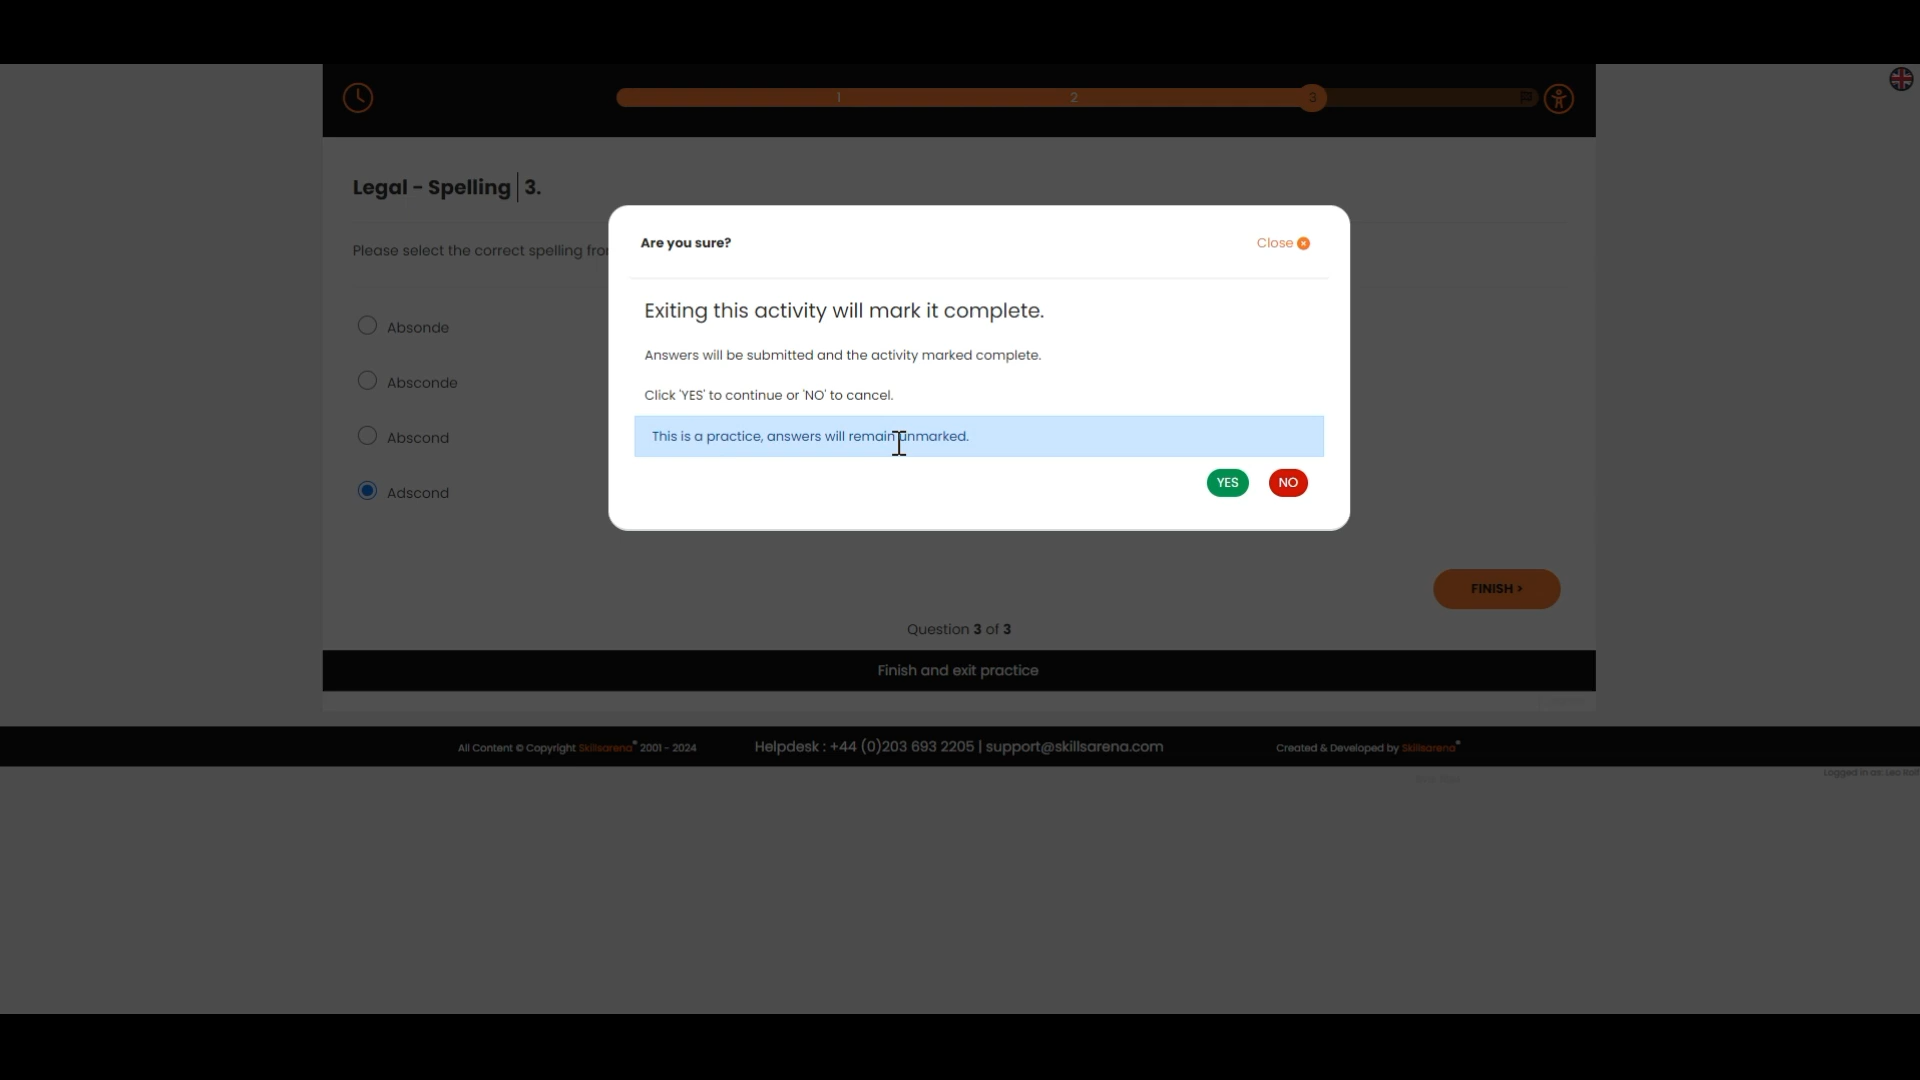 1
2
3
Legal - Spelling | 3.
Please select the correct spelling
Absonde
Absconde
Abscond
Adscond
Are you sure?
Close
Exiting this activity will mark it complete.
Answers will be submitted and the activity marked complete.
Click 'YES' to continue or 'NO' to cancel.
This is a practice, answers will remain unmarked.
YES
NO
FINISH >
Question 3 of 3
Finish and exit practice
All Content © Copyright Skillsarena® 2001 - 2024
Helpdesk : +44 (0)203 693 2205 | support@skillsarena.com
Created & Developed by Skillsarena®
Logged in as: Leo